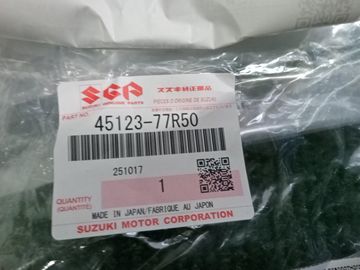 SGP
SUZUKI GENUINE PARTS
スズキ純正部品
PIÈCES D'ORIGINE DE SUZUKI
PART NO. 45123-77R50
251017
QUANTITY
(QUANTITÉ) 1
MADE IN JAPAN/FABRIQUE AU JAPON
SUZUKI MOTOR CORPORATION